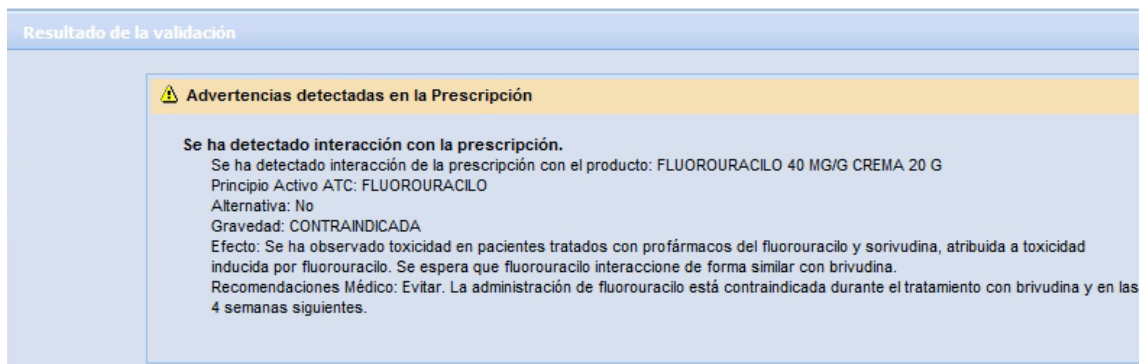 Resultado de la validación
Advertencias detectadas en la Prescripción
Se ha detectado interacción con la prescripción.
Se ha detectado interacción de la prescripción con el producto: FLUOROURACILO 40 MG/G CREMA 20 G
Principio Activo ATC: FLUOROURACILO
Alternativa: No
Gravedad: CONTRAINDICADA
Efecto: Se ha observado toxicidad en pacientes tratados con profármacos del fluorouracilo y sorivudina, atribuida a toxicidad
inducida por fluorouracilo. Se espera que fluorouracilo interaccione de forma similar con brivudina.
Recomendaciones Médico: Evitar. La administración de fluorouracilo está contraindicada durante el tratamiento con brivudina y en las
4 semanas siguientes.